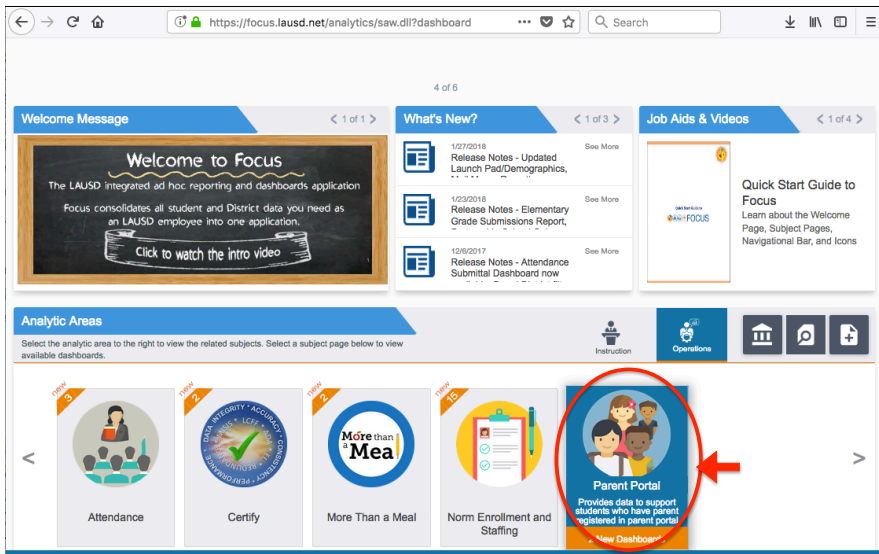 https://focus.lausd.net/analytics/saw.dll?dashboard
Search
4 of 6
Welcome Message
< 1 of 1 >
What's New?
< 1 of 3 >
Job Aids & Videos
< 1 of 4 >
Welcome to Focus
The LAUSD integrated ad hoc reporting and dashboards application
Focus consolidates all student and District data you need as
an LAUSD employee into one application.
Click to watch the intro video
1/27/2018
See More
Release Notes - Updated
Launch Pad/Demographics,
1/23/2018
See More
Release Notes - Elementary
Grade Submissions Report,
12/6/2017
See More
Release Notes - Attendance
Submittal Dashboard now
FOCUS
Quick Start Guide to
Focus
Learn about the Welcome
Page, Subject Pages,
Navigational Bar, and Icons
Analytic Areas
Select the analytic area to the right to view the related subjects. Select a subject page below to view
available dashboards.
Instruction
Operations
new
3
Attendance
new
2
DATA INTEGRITY * ACCURACY * CONSISTENCY
PERFORMANCE
LCFF
Certify
new
2
More than
a Meal
More Than a Meal
new
15
Norm Enrollment and
Staffing
Parent Portal
Provides data to support
students who have parent
registered in parent portal
New Dashboards